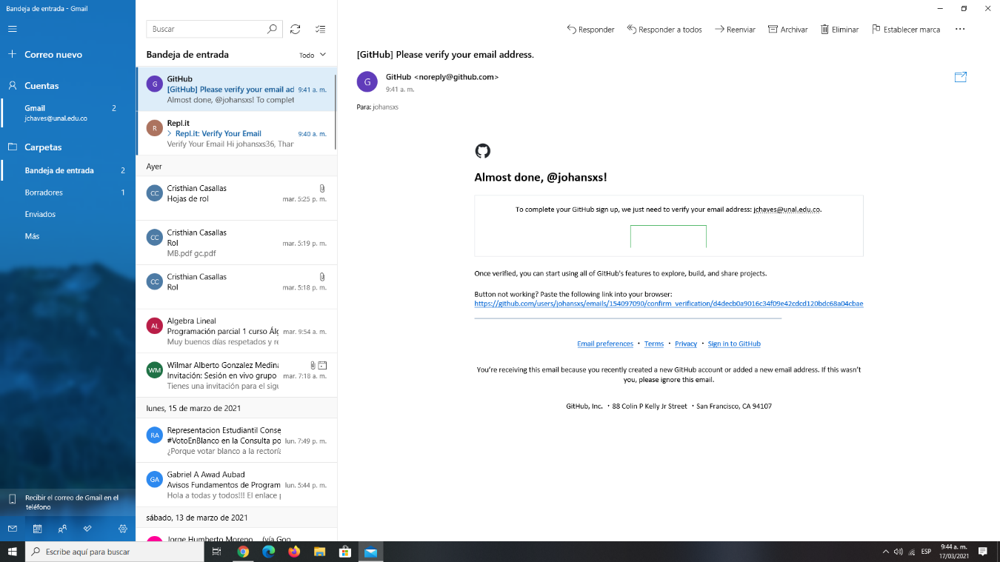 Bandeja de entrada - Gmail
Correo nuevo
Cuentas
Gmail 2
jchaves@unal.edu.co
Carpetas
Bandeja de entrada 2
Borradores 1
Enviados
Más
Recibir el correo de Gmail en el
teléfono
Buscar
Bandeja de entrada Todo
G
GitHub
[GitHub] Please verify your email ad 9:41 a. m.
Almost done, @johansxs! To complet
R
Repl.it
Repl.it: Verify Your Email 9:40 a. m.
Verify Your Email Hi johansxs36, Than
Ayer
CC
Cristhian Casallas
Hojas de rol mar. 5:25 p. m.
CC
Cristhian Casallas
Rol mar. 5:19 p. m.
MB.pdf gc.pdf
CC
Cristhian Casallas
Rol mar. 5:18 p. m.
AL
Algebra Lineal
Programación parcial 1 curso Álg mar. 9:54 a. m.
Muy buenos días respetados y re
WM
Wilmar Alberto Gonzalez Medina
Invitación: Sesión en vivo grupo mar. 7:18 a. m.
Tienes una invitación para el sigu
lunes, 15 de marzo de 2021
RA
Representacion Estudiantil Conse
#VotoEnBlanco en la Consulta po lun. 7:49 p. m.
¿Porque votar blanco a la rectoría
GA
Gabriel A Awad Aubad
Avisos Fundamentos de Program lun. 5:44 p. m.
Hola a todas y todos!!! El enlace p
sábado, 13 de marzo de 2021
Jorge Humberto Moreno... (vía Goo
Responder Responder a todos Reenviar Archivar Eliminar Establecer marca
[GitHub] Please verify your email address.
G
GitHub <noreply@github.com>
9:41 a. m.
Para: johansxs
Almost done, @johansxs!
To complete your GitHub sign up, we just need to verify your email address: jchaves@unal.edu.co.
Once verified, you can start using all of GitHub's features to explore, build, and share projects.
Button not working? Paste the following link into your browser:
https://github.com/users/johansxs/emails/154097090/confirm_verification/d4decb0a9016c34f09e42cdcd120bdc68a04cbae
Email preferences · Terms · Privacy · Sign in to GitHub
You're receiving this email because you recently created a new GitHub account or added a new email address. If this wasn't
you, please ignore this email.
GitHub, Inc. · 88 Colin P Kelly Jr Street · San Francisco, CA 94107
Escribe aquí para buscar
ESP
9:44 a. m.
17/03/2021